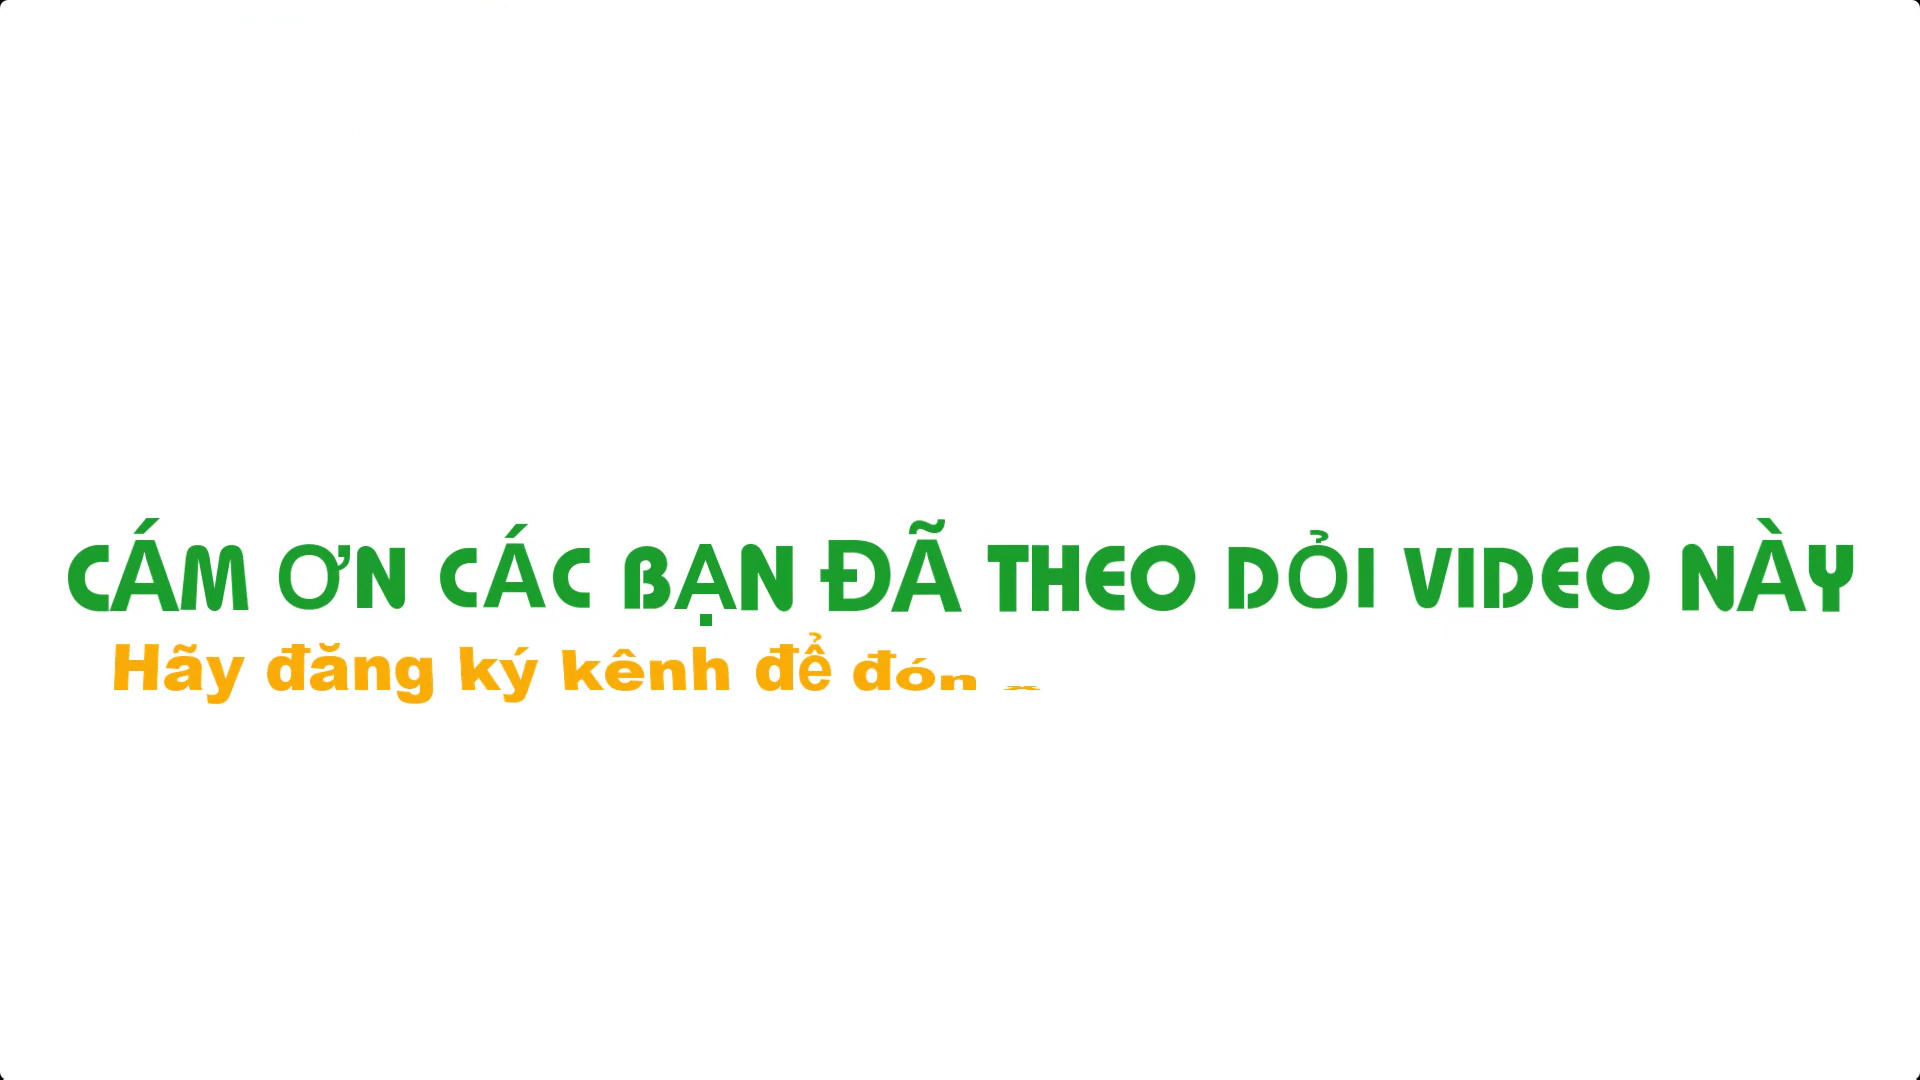 CÁM ƠN CÁC BẠN ĐÃ THEO DỎI VIDEO NÀY
Hãy đăng ký kênh để đón